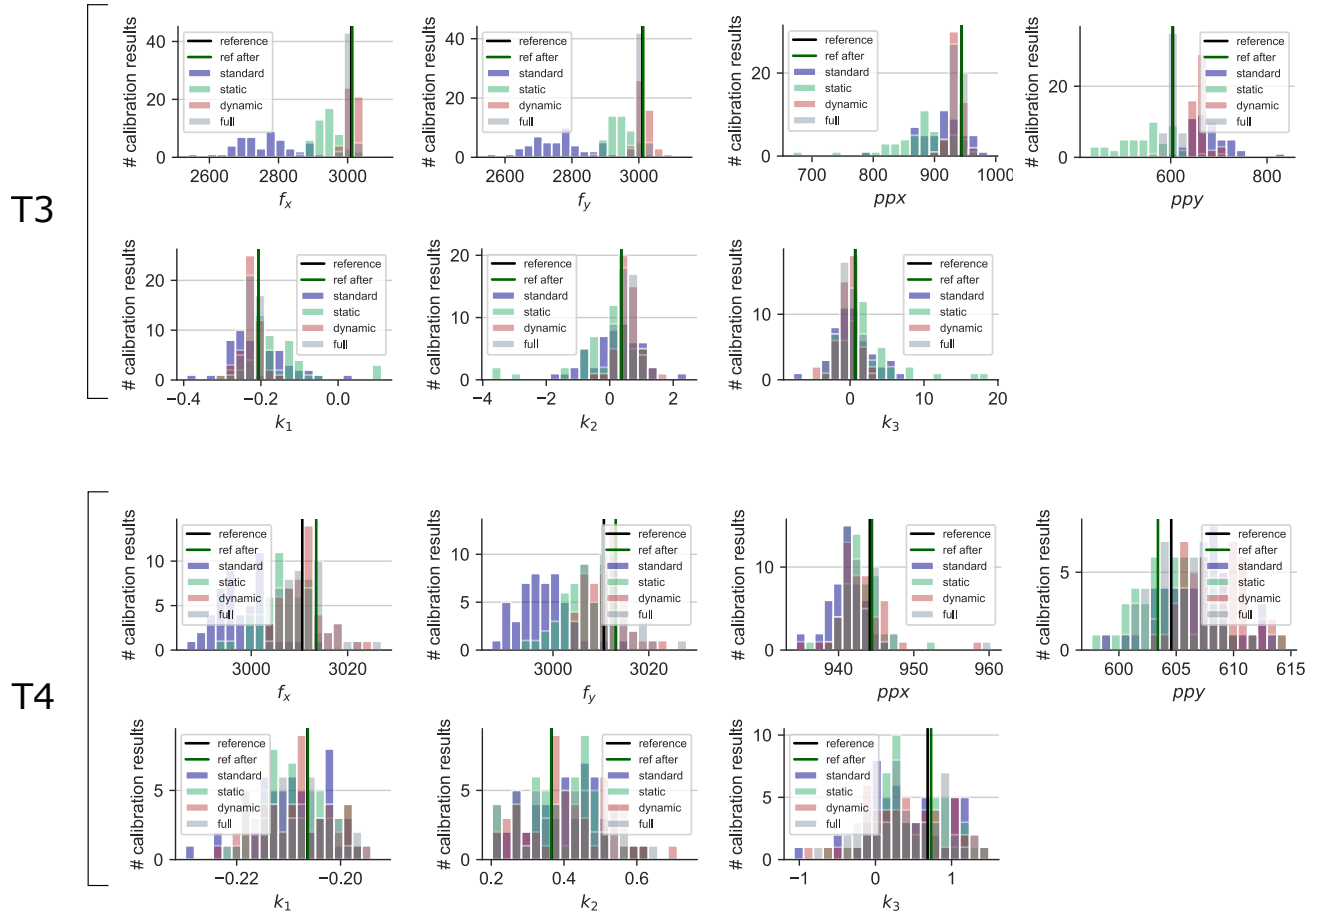 T3
# calibration results
40
20
0
reference
ref after
standard
static
dynamic
full
2600 2800 3000
f_x
# calibration results
40
20
0
reference
ref after
standard
static
dynamic
full
2600 2800 3000
f_y
# calibration results
20
0
reference
ref after
standard
static
dynamic
full
700 800 900 1000
ppx
# calibration results
20
0
reference
ref after
standard
static
dynamic
full
600 800
ppy
# calibration results
20
10
0
reference
ref after
standard
static
dynamic
full
−0.4 −0.2 0.0
k_1
# calibration results
20
10
0
reference
ref after
standard
static
dynamic
full
−4 −2 0 2
k_2
# calibration results
10
0
reference
ref after
standard
static
dynamic
full
0 10 20
k_3
T4
# calibration results
10
5
0
reference
ref after
standard
static
dynamic
full
3000 3020
f_x
# calibration results
10
5
0
reference
ref after
standard
static
dynamic
full
3000 3020
f_y
# calibration results
10
0
reference
ref after
standard
static
dynamic
full
940 950 960
ppx
# calibration results
5
0
reference
ref after
standard
static
dynamic
full
600 605 610 615
ppy
# calibration results
5
0
reference
ref after
standard
static
dynamic
full
−0.22 −0.20
k_1
# calibration results
5
0
reference
ref after
standard
static
dynamic
full
0.2 0.4 0.6
k_2
# calibration results
10
5
0
reference
ref after
standard
static
dynamic
full
−1 0 1
k_3